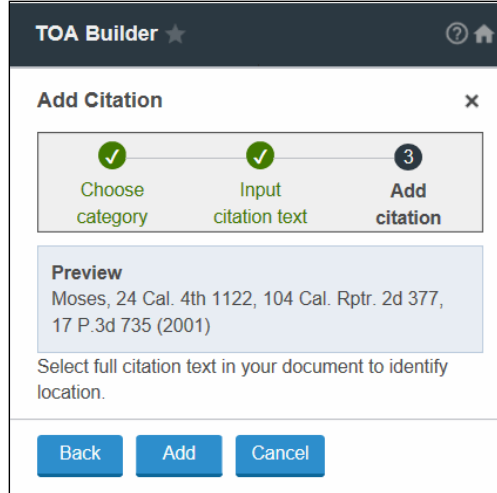 TOA Builder
Add Citation
3
Choose category
Input citation text
Add citation
Preview
Moses, 24 Cal. 4th 1122, 104 Cal. Rptr. 2d 377,
17 P.3d 735 (2001)
Select full citation text in your document to identify
location.
Back Add Cancel